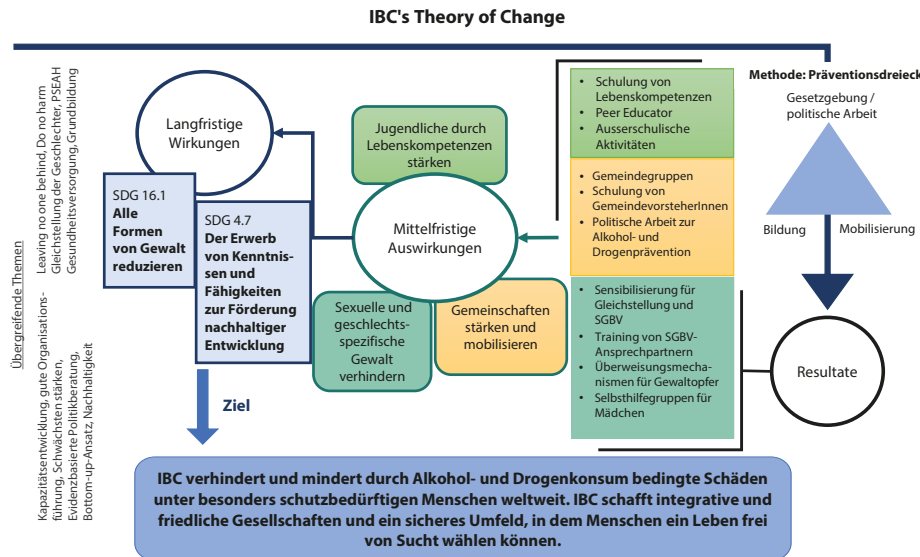 IBC's Theory of Change
Methode: Präventionsdreieck
Gesetzgebung /
politische Arbeit
Bildung
Mobilisierung
Resultate
• Schulung von
Lebenskompetenzen
• Peer Educator
• Ausserschulische
Aktivitäten
• Gemeindegruppen
• Schulung von
GemeindevorsteherInnen
• Politische Arbeit zur
Alkohol- und
Drogenprävention
• Sensibilisierung für
Gleichstellung und
SGBV
• Training von SGBV-
Ansprechpartnern
• Überweisungsmecha-
nismen für Gewaltopfer
• Selbsthilfegruppen für
Mädchen
Jugendliche durch
Lebenskompetenzen
stärken
Mittelfristige
Auswirkungen
Sexuelle und
geschlechts-
spezifische
Gewalt
verhindern
Gemeinschaften
stärken und
mobilisieren
Langfristige
Wirkungen
SDG 16.1
Alle
Formen
von Gewalt
reduzieren
SDG 4.7
Der Erwerb
von Kenntnis-
sen und
Fähigkeiten
zur Förderung
nachhaltiger
Entwicklung
Übergreifende Themen
Leaving no one behind, Do no harm
Gleichstellung der Geschlechter, PSEAH
Gesundheitsversorgung, Grundbildung
Kapazitätsentwicklung, gute Organisations-
führung, Schwächsten stärken,
Evidenzbasierte Politikberatung,
Bottom-up-Ansatz, Nachhaltigkeit
Ziel
IBC verhindert und mindert durch Alkohol- und Drogenkonsum bedingte Schäden
unter besonders schutzbedürftigen Menschen weltweit. IBC schafft integrative und
friedliche Gesellschaften und ein sicheres Umfeld, in dem Menschen ein Leben frei
von Sucht wählen können.